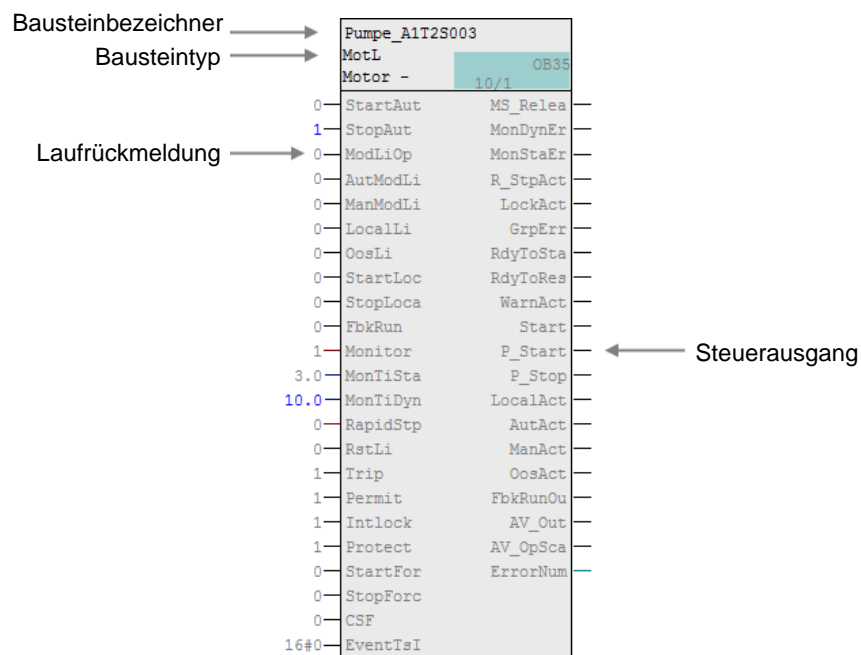 Bausteinbezeichner
Pumpe_A1T2S003
Bausteintyp
MotL
OB35
Motor -
10/1
0 StartAut MS_Relea
1 StopAut MonDynEr
Laufrückmeldung
0 ModLiOp MonStaEr
0 AutModLi R_StpAct
0 ManModLi LockAct
0 LocalLi GrpErr
0 OosLi RdyToSta
0 StartLoc RdyToRes
0 StopLoca WarnAct
0 FbkRun Start
1 Monitor P_Start
Steuerausgang
3.0 MonTiSta P_Stop
10.0 MonTiDyn LocalAct
0 RapidStp AutAct
0 RstLi ManAct
1 Trip OosAct
1 Permit FbkRunOu
1 Intlock AV_Out
1 Protect AV_OpSca
0 StartFor ErrorNum
0 StopForc
0 CSF
16#0 EventTsI